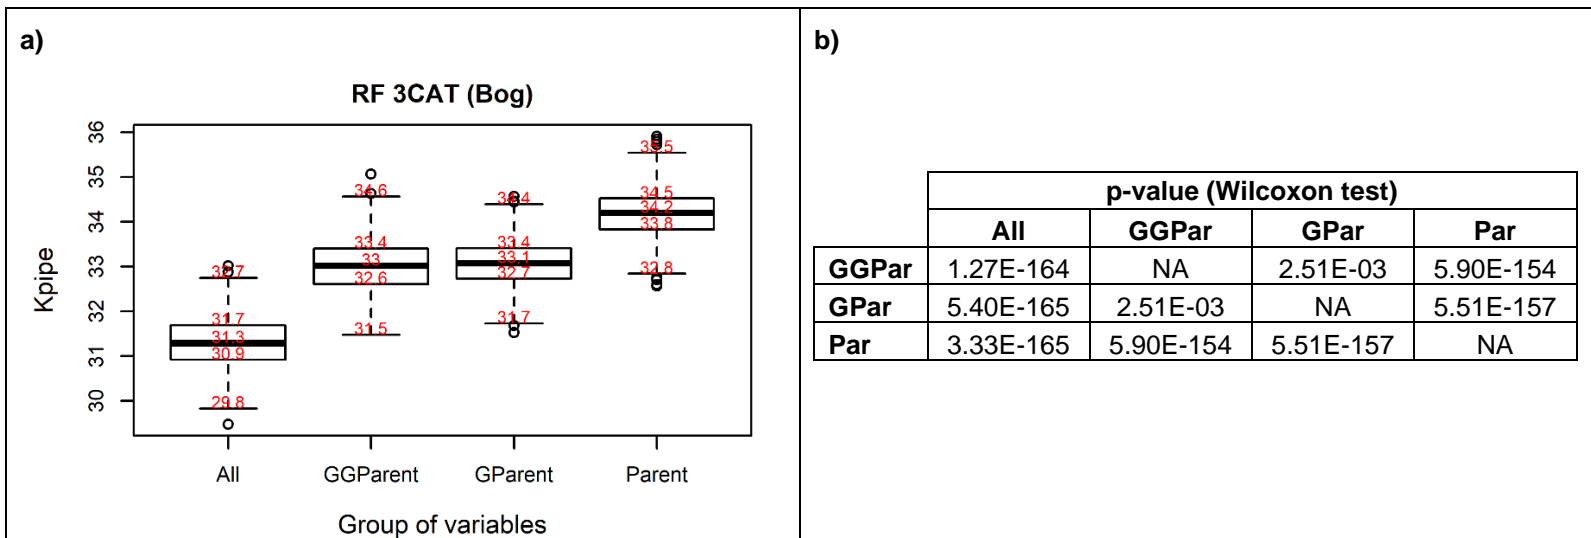 a)
RF 3CAT (Bog)
Kpipe
36
35
34
33
32
31
30
32.7
31.7
31.3
30.9
29.8
34.6
33.4
33
32.6
31.5
34.4
33.4
33.1
32.7
31.7
35.5
34.5
34.2
33.8
32.8
All GGParent GParent Parent
Group of variables
b)
p-value (Wilcoxon test)
All GGPar GPar Par
GGPar 1.27E-164 NA 2.51E-03 5.90E-154
GPar 5.40E-165 2.51E-03 NA 5.51E-157
Par 3.33E-165 5.90E-154 5.51E-157 NA